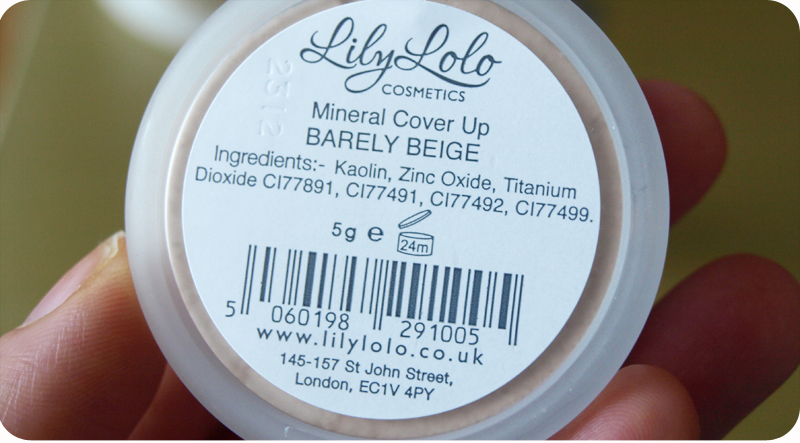 LilyLolo
COSMETICS
2312
Mineral Cover Up
BARELY BEIGE
Ingredients:- Kaolin, Zinc Oxide, Titanium
Dioxide CI77891, CI77491, CI77492, CI77499.
5g e 24m
5 060198 291005
www.lilylolo.co.uk
145-157 St John Street,
London, EC1V 4PY